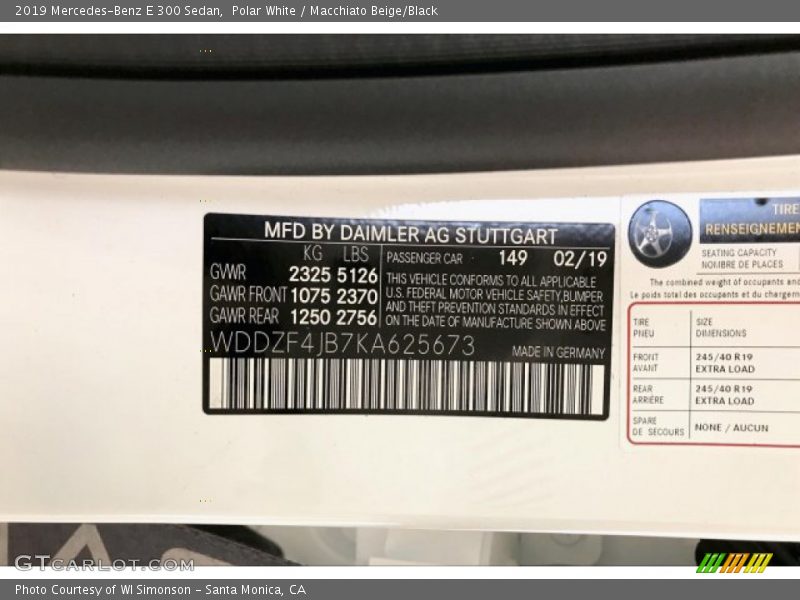 2019 Mercedes-Benz E 300 Sedan, Polar White / Macchiato Beige/Black
MFD BY DAIMLER AG STUTTGART
KG LBS
GWR 2325 5126
GAWR FRONT 1075 2370
GAWR REAR 1250 2756
PASSENGER CAR 149 02/19
THIS VEHICLE CONFORMS TO ALL APPLICABLE
U.S. FEDERAL MOTOR VEHICLE SAFETY, BUMPER
AND THEFT PREVENTION STANDARDS IN EFFECT
ON THE DATE OF MANUFACTURE SHOWN ABOVE
WDDZF4JB7KA625673 MADE IN GERMANY
TIRE
RENSEIGNEMEN
SEATING CAPACITY
NOMBRE DE PLACES
The combined weight of occupants and
Le poids total des occupants et du chargem
TIRE SIZE
PNEU DIMENSIONS
FRONT 245/40 R19
AVANT EXTRA LOAD
REAR 245/40 R19
ARRIÈRE EXTRA LOAD
SPARE NONE / AUCUN
DE SECOURS
GTCARLOT.COM
Photo Courtesy of WI Simonson - Santa Monica, CA